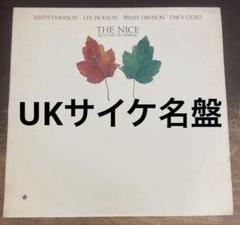 KEITH EMERSON LEE JACKSON BRIAN DAVISON DAVY O'LIST
THE NICE
AUTUMN TO SPRING
UKサイケ名盤